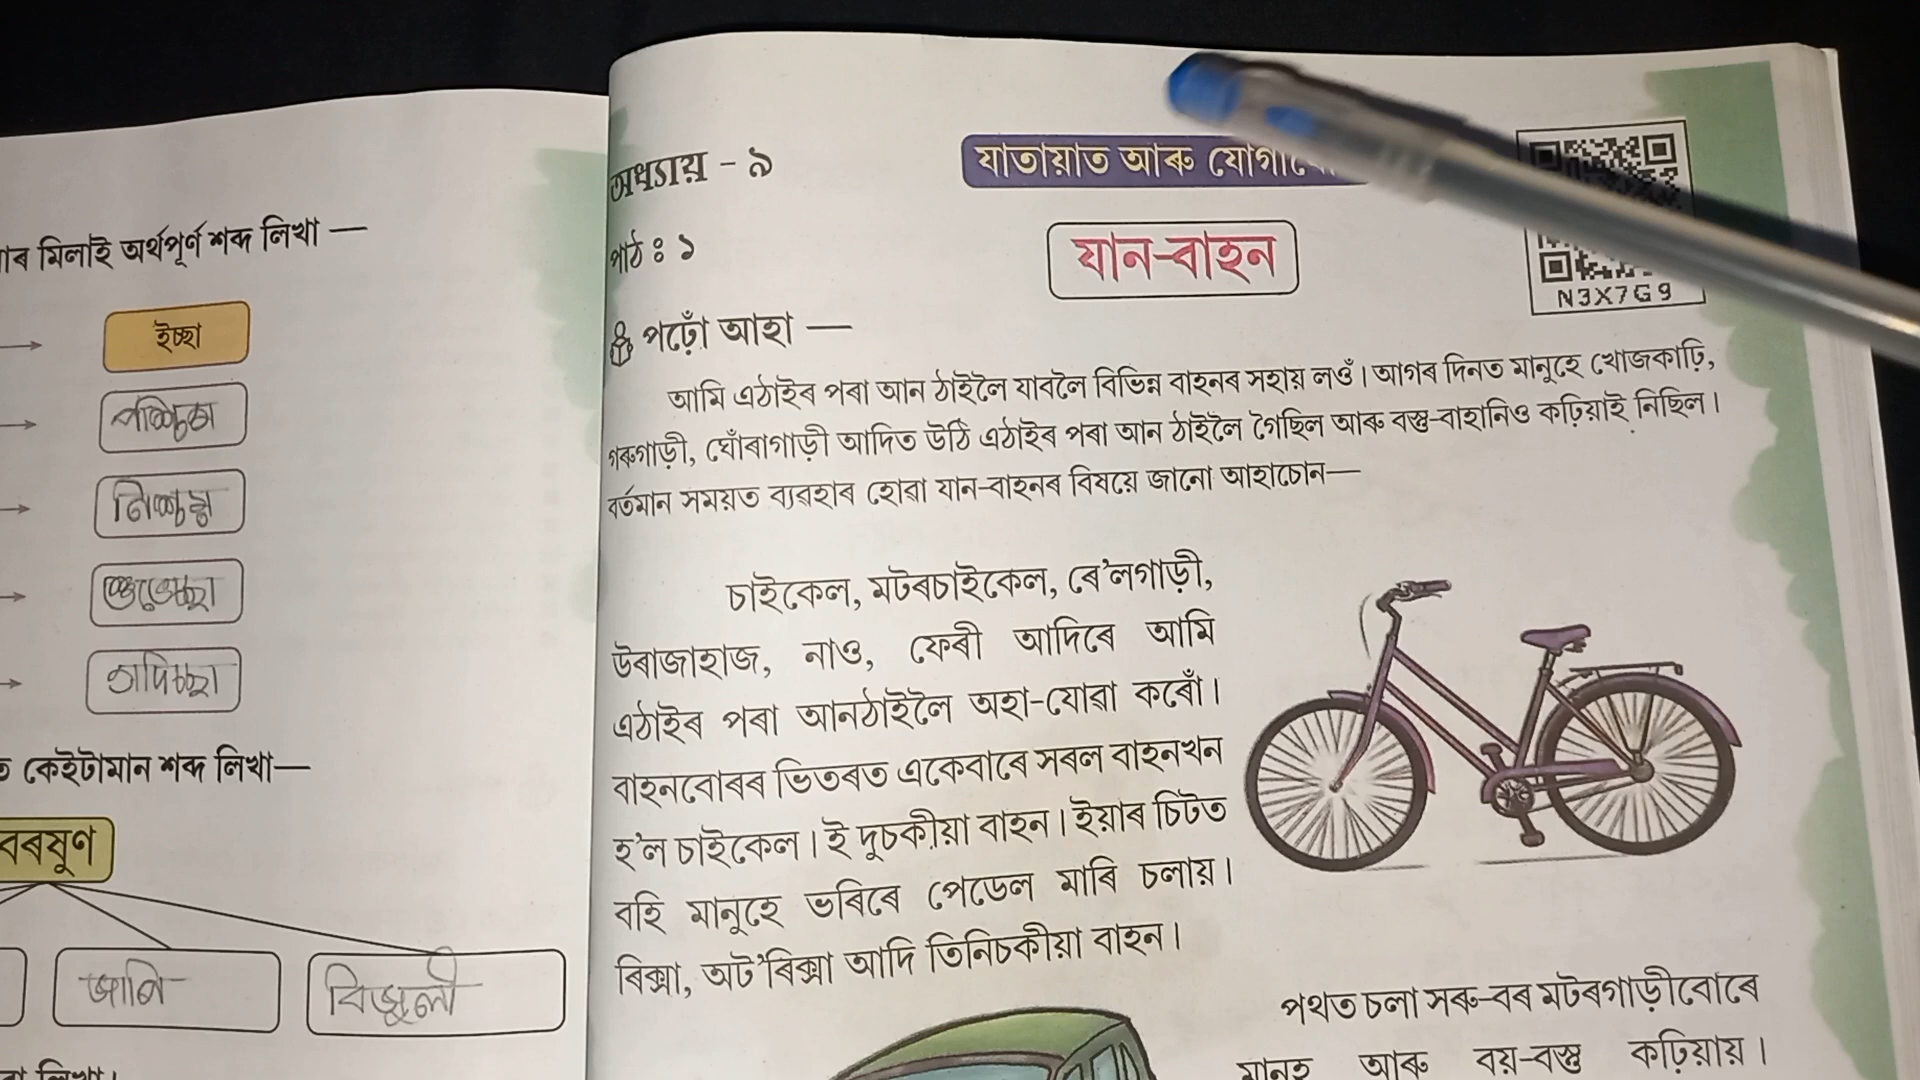 মিলাই অৰ্থপূৰ্ণ শব্দ লিখা —
ইচ্ছা
নিশ্চয়
শুভেচ্ছা
কেইটামান শব্দ লিখা—
বৰষুণ
বিজুলী
অধ্যায় - ৯
যাতায়াত আৰু
পাঠ : ১
যান-বাহন
N3X7G9
পঢ়োঁ আহা —
আমি এঠাইৰ পৰা আন ঠাইলৈ যাবলৈ বিভিন্ন বাহনৰ সহায় লওঁ। আগৰ দিনত মানুহে খোজকাঢ়ি,
গৰুগাড়ী, ঘোঁৰাগাড়ী আদিত উঠি এঠাইৰ পৰা আন ঠাইলৈ গৈছিল আৰু বস্তু-বাহানিও কঢ়িয়াই নিছিল।
বৰ্তমান সময়ত ব্যৱহাৰ হোৱা যান-বাহনৰ বিষয়ে জানো আহাচোন—
চাইকেল, মটৰচাইকেল, ৰে'লগাড়ী,
উৰাজাহাজ, নাও, ফেৰী আদিৰে আমি
এঠাইৰ পৰা আনঠাইলৈ অহা-যোৱা কৰোঁ।
বাহনবোৰৰ ভিতৰত একেবাৰে সৰল বাহনখন
হ'ল চাইকেল। ই দুচকীয়া বাহন। ইয়াৰ চিটত
বহি মানুহে ভৰিৰে পেডেল মাৰি চলায়।
ৰিক্সা, অট'ৰিক্সা আদি তিনিচকীয়া বাহন।
পথত চলা সৰু-বৰ মটৰগাড়ীবোৰে
মানুহ আৰু বয়-বস্তু কঢ়িয়ায়।